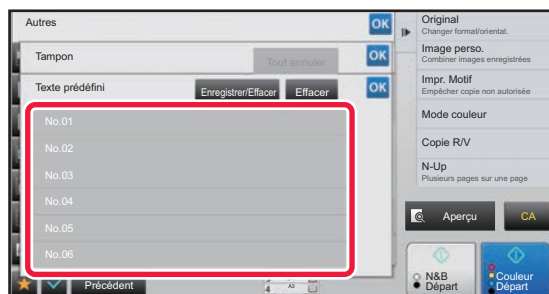 Autres
OK
Tampon
Tout annuler
OK
Texte prédéfini
Enregistrer/Effacer
Effacer
OK
No.01
No.02
No.03
No.04
No.05
No.06
Précédent
4
A3
Original
Changer format/orientat.
Image perso.
Combiner images enregistrées
Impr. Motif
Empêcher copie non autorisée
Mode couleur
Copie R/V
N-Up
Plusieurs pages sur une page
Aperçu
CA
N&B
Départ
Couleur
Départ